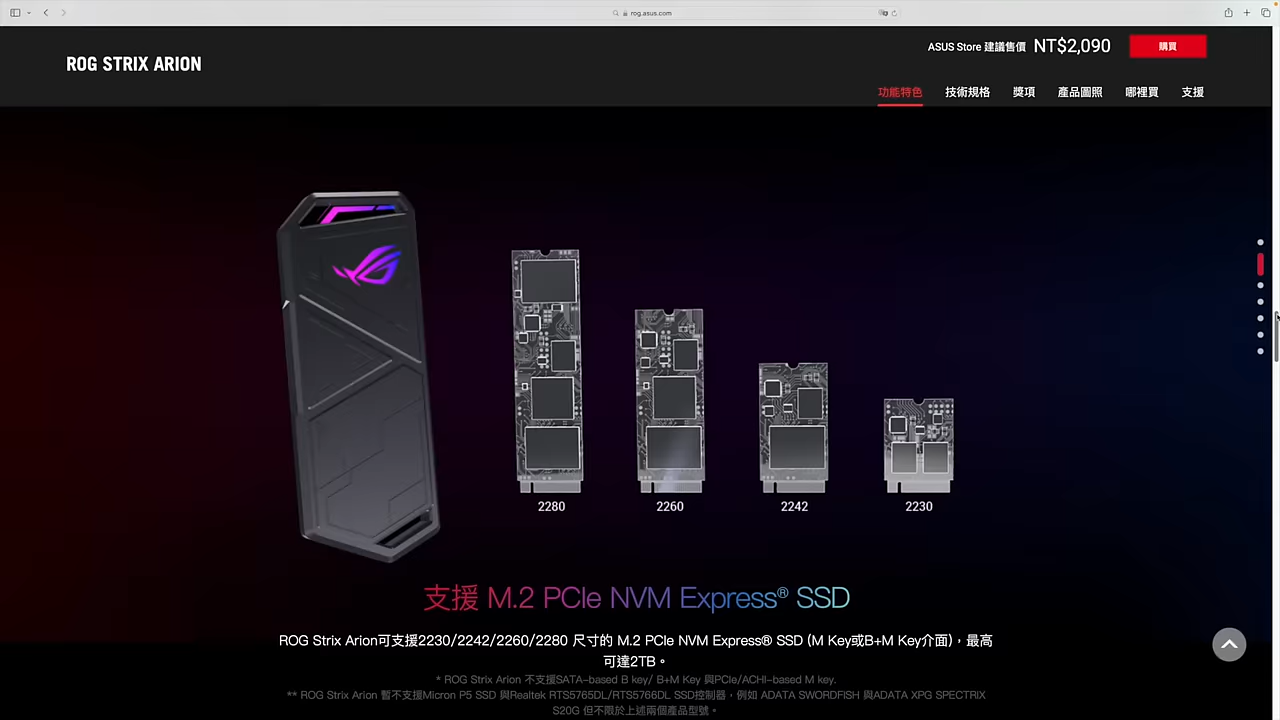 rog.asus.com
ROG STRIX ARION
ASUS Store 建議售價 NT$2,090 購買
功能特色 技術規格 獎項 產品圖照 哪裡買 支援
2280 2260 2242 2230
支援 M.2 PCIe NVM Express® SSD
ROG Strix Arion可支援2230/2242/2260/2280 尺寸的 M.2 PCIe NVM Express® SSD (M Key或B+M Key介面)，最高
可達2TB。
* ROG Strix Arion 不支援SATA-based B key/ B+M Key 與PCIe/ACHI-based M key.
** ROG Strix Arion 暫不支援Micron P5 SSD 與Realtek RTS5765DL/RTS5766DL SSD控制器，例如 ADATA SWORDFISH 與ADATA XPG SPECTRIX
S20G 但不限於上述兩個產品型號。